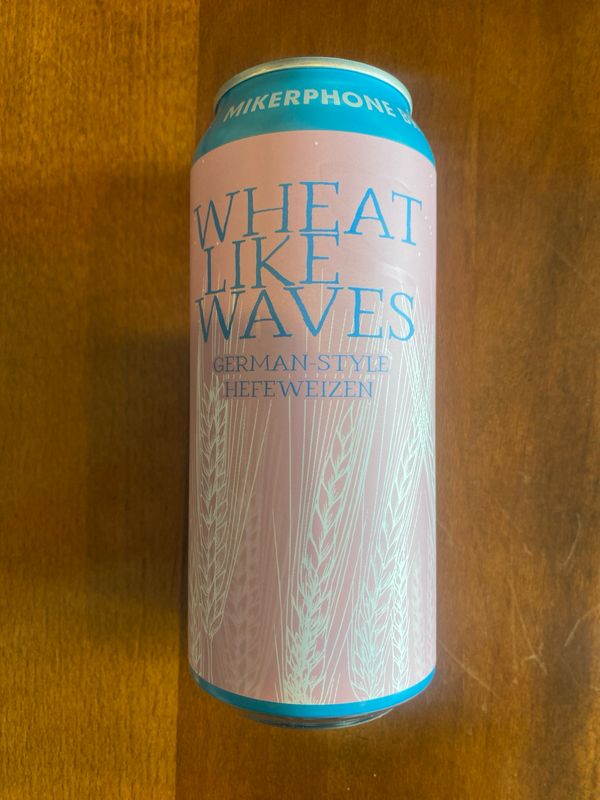 MIKERPHONE
WHEAT
LIKE
WAVES
GERMAN-STYLE
HEFEWEIZEN